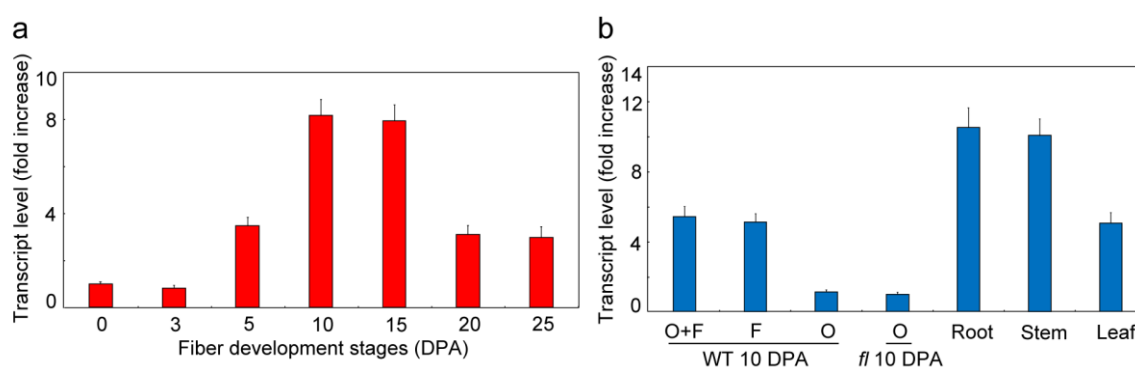 a
Transcript level (fold increase)
10
8
4
0
0 3 5 10 15 20 25
Fiber development stages (DPA)
b
Transcript level (fold increase)
14
12
8
4
0
O+F F O O Root Stem Leaf
WT 10 DPA fl 10 DPA